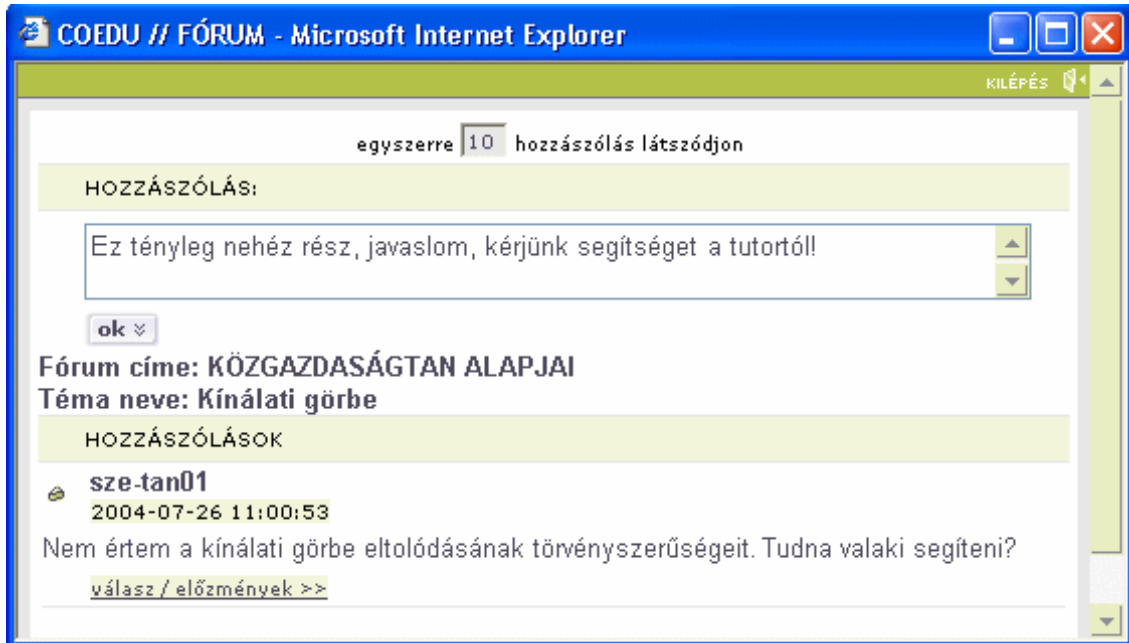 COEDU // FÓRUM - Microsoft Internet Explorer
KILÉPÉS
egyszerre 10 hozzászólás látszódjon
HOZZÁSZÓLÁS:
Ez tényleg nehéz rész, javaslom, kérjünk segítséget a tutortól!
ok
Fórum címe: KÖZGAZDASÁGTAN ALAPJAI
Téma neve: Kínálati görbe
HOZZÁSZÓLÁSOK
sze-tan01
2004-07-26 11:00:53
Nem értem a kínálati görbe eltolódásának törvényszerűségeit. Tudna valaki segíteni?
válasz / előzmények >>